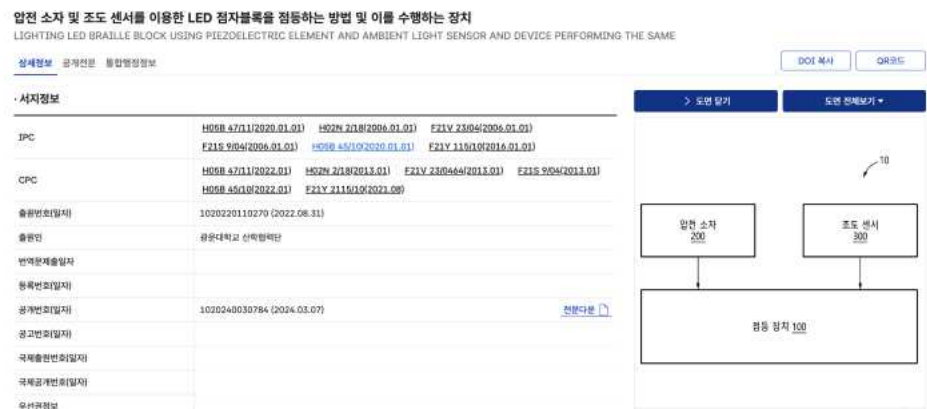 압전 소자 및 조도 센서를 이용한 LED 점자블록을 점등하는 방법 및 이를 수행하는 장치
LIGHTING LED BRAILLE BLOCK USING PIEZOELECTRIC ELEMENT AND AMBIENT LIGHT SENSOR AND DEVICE PERFORMING THE SAME
상세정보 공개전문 통합행정정보
DOI 복사 QR코드
· 서지정보
> 도면 닫기 도면 전체보기 ▾
IPC
H05B 47/11(2020.01.01) H02N 2/18(2006.01.01) F21V 23/04(2006.01.01)
F21S 9/04(2006.01.01) H05B 45/10(2020.01.01) F21Y 115/10(2016.01.01)
CPC
H05B 47/11(2022.01) H02N 2/18(2013.01) F21V 23/0464(2013.01) F21S 9/04(2013.01)
H05B 45/10(2022.01) F21Y 2115/10(2021.08)
출원번호(일자) 1020220110270 (2022.08.31)
출원인 광운대학교 산학협력단
번역문제출일자
등록번호(일자)
공개번호(일자) 1020240030784 (2024.03.07) 전문다운
공고번호(일자)
국제출원번호(일자)
국제공개번호(일자)
우선권정보
10
압전 소자
200
조도 센서
300
점등 장치 100